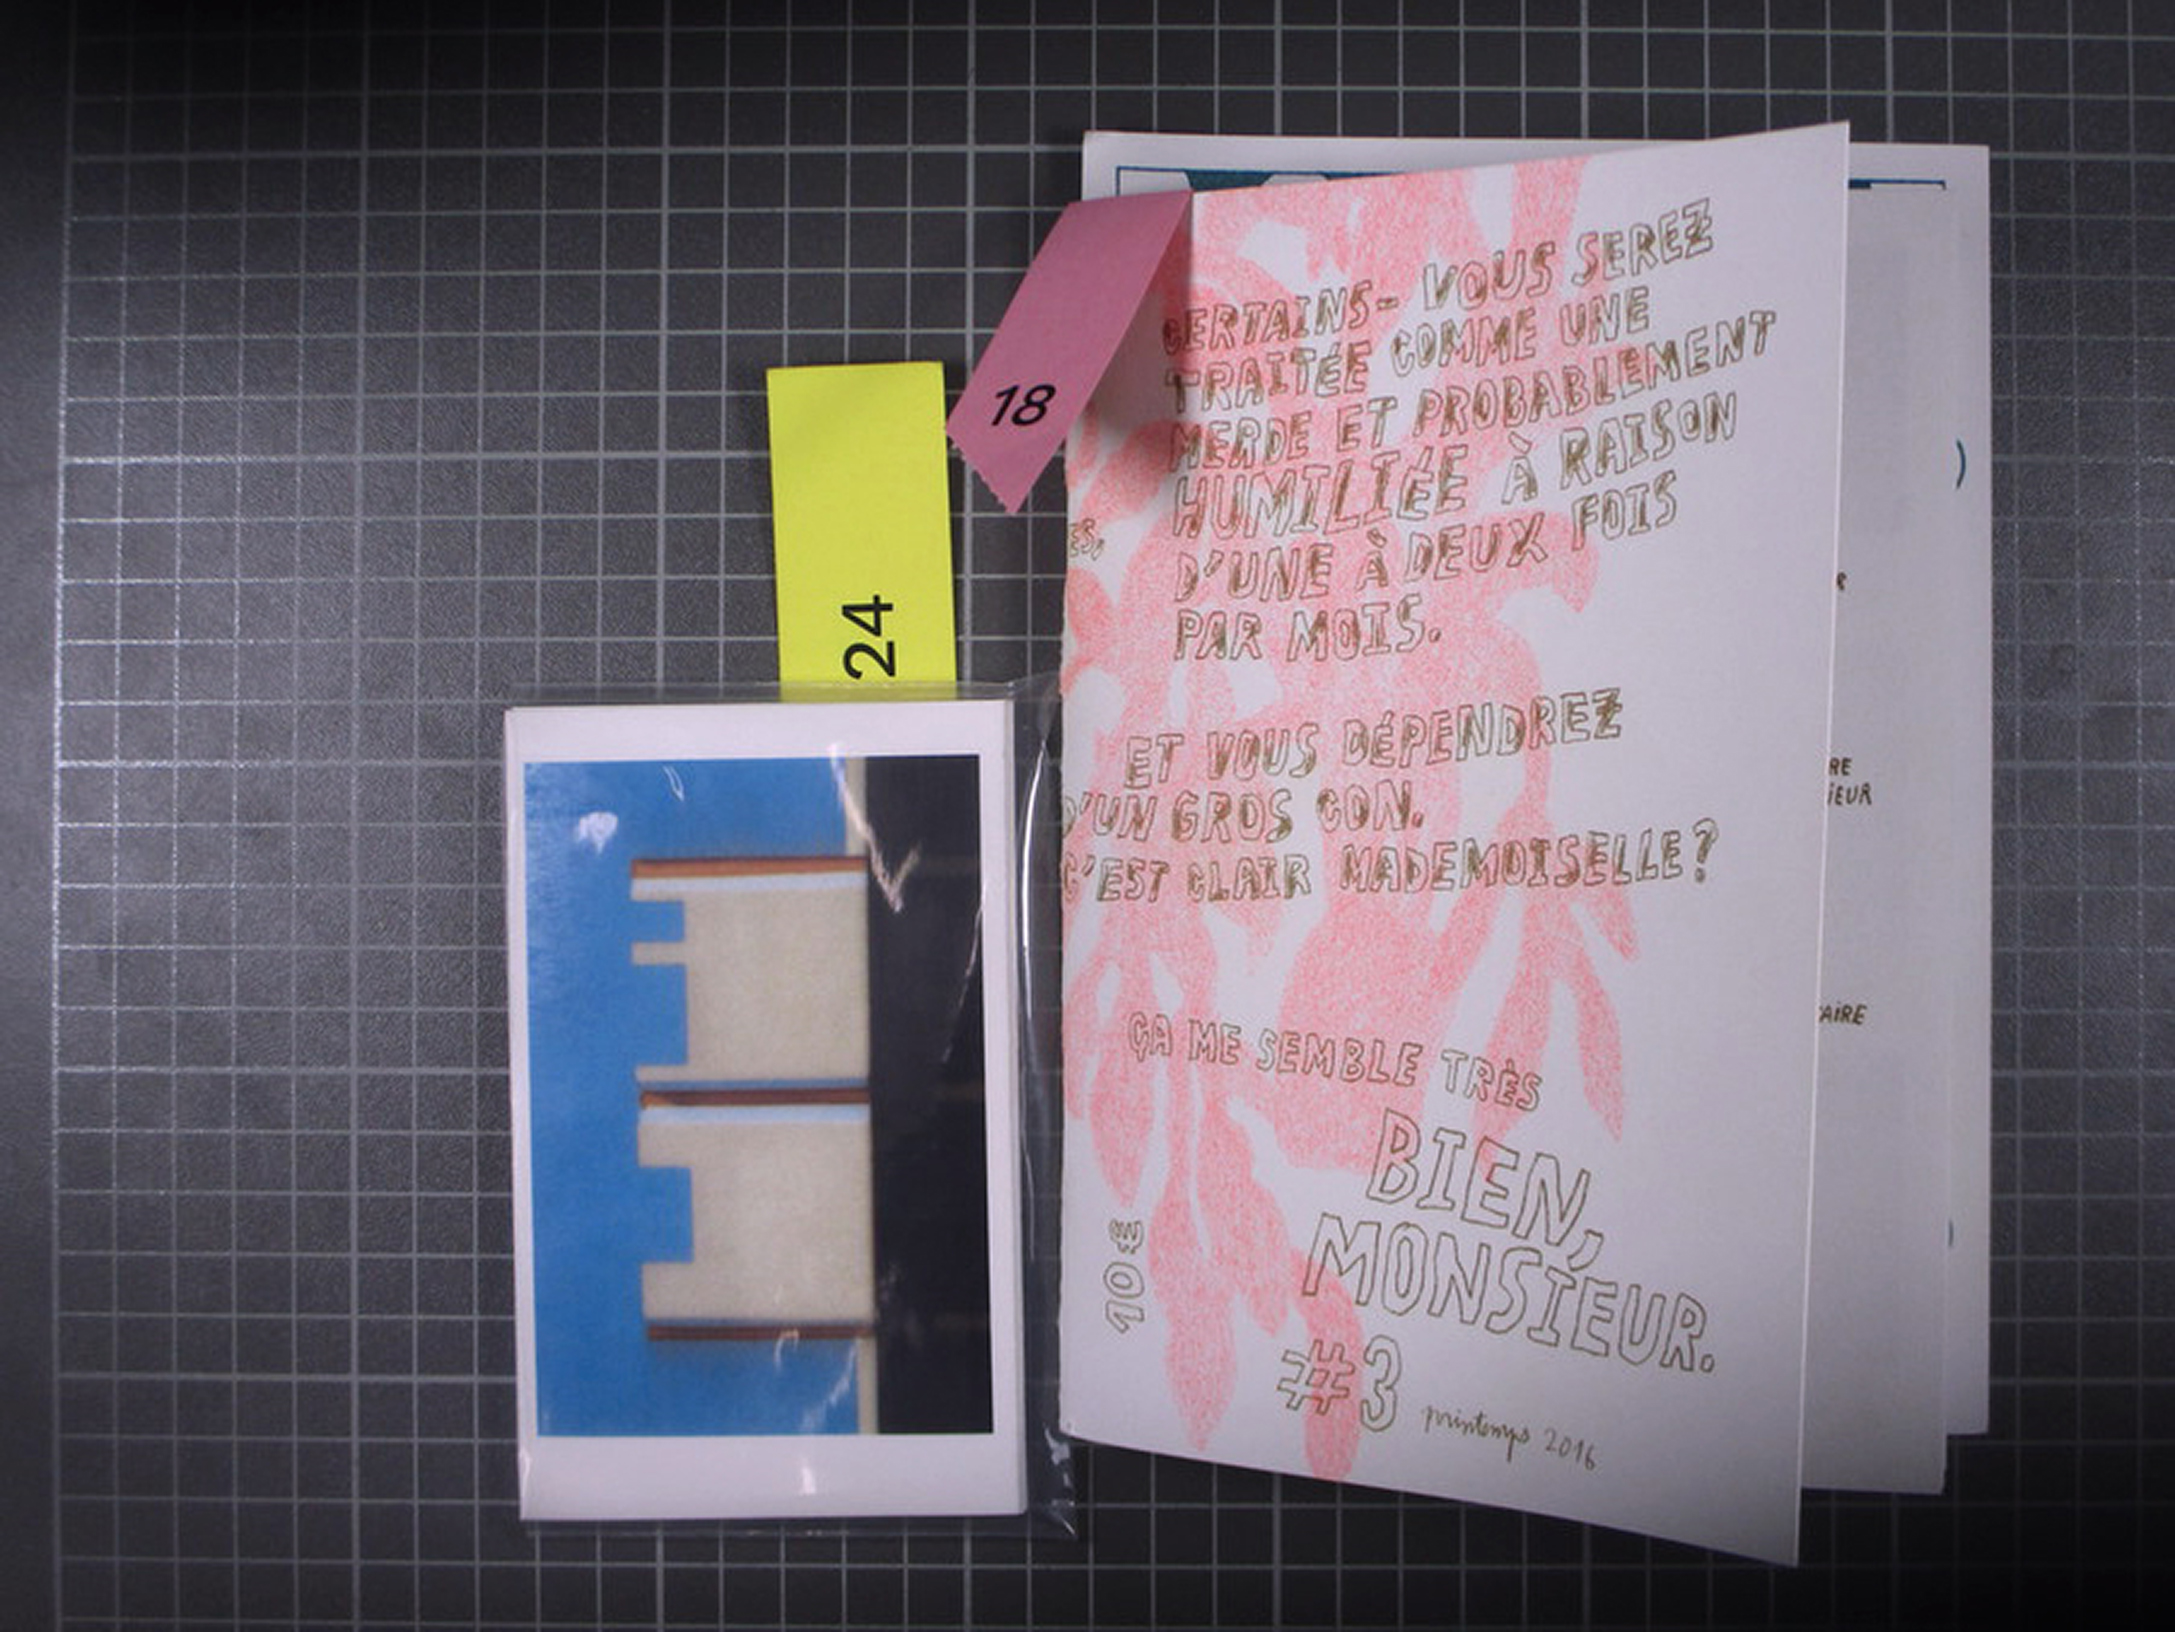 18
24
CERTAINS- VOUS SEREZ
TRAITÉE COMME UNE
MERDE ET PROBABLEMENT
HUMILIÉE À RAISON
D'UNE À DEUX FOIS
PAR MOIS.
ES,
ET VOUS DÉPENDREZ
D'UN GROS CON.
C'EST CLAIR MADEMOISELLE?
ÇA ME SEMBLE TRÈS
BIEN,
MONSIEUR.
#3 printemps 2016
10 €
R
RE
IEUR
AIRE
)